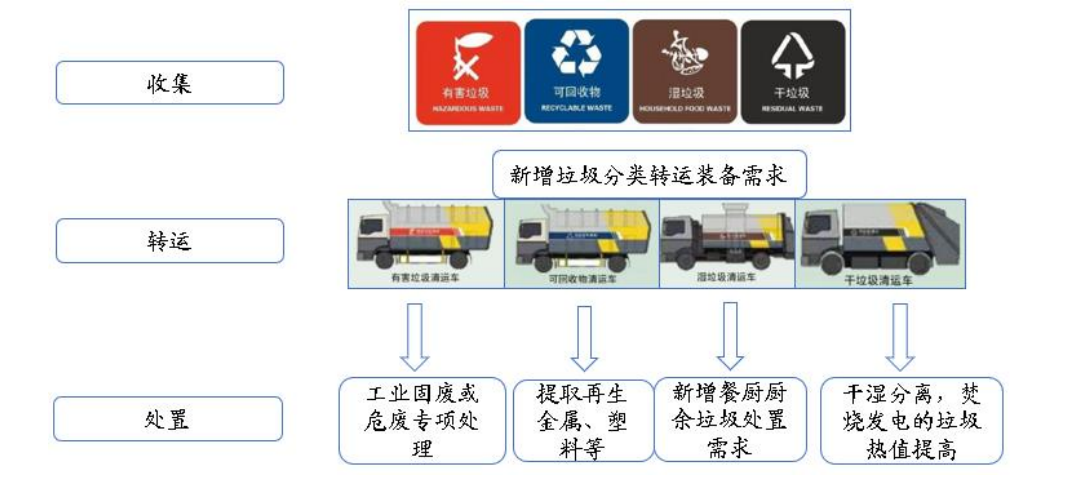 收集
有害垃圾
HAZARDOUS WASTE
可回收物
RECYCLABLE WASTE
湿垃圾
HOUSEHOLD FOOD WASTE
干垃圾
RESIDUAL WASTE
新增垃圾分类转运装备需求
转运
有害垃圾清运车
可回收物清运车
湿垃圾清运车
干垃圾清运车
处置
工业固废或
危废专项处
理
提取再生
金属、塑
料等
新增餐厨厨
余垃圾处置
需求
干湿分离，焚
烧发电的垃圾
热值提高